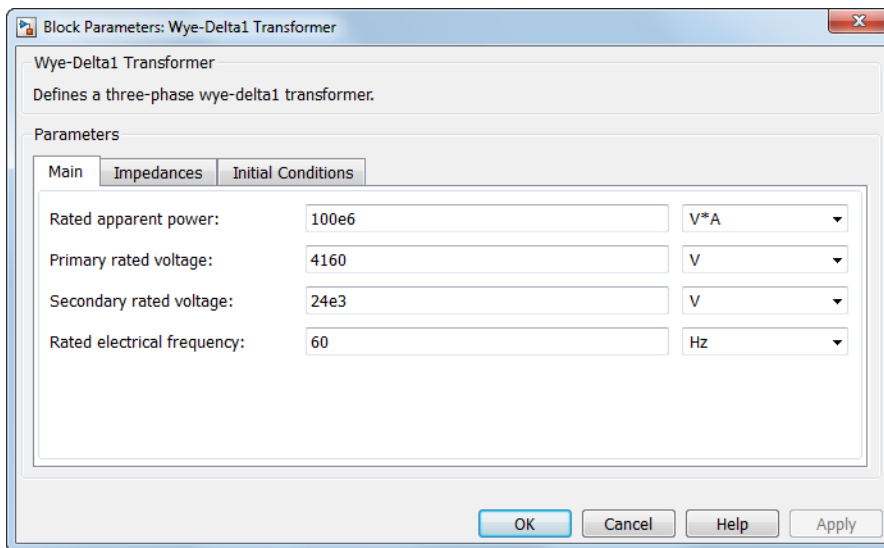 Block Parameters: Wye-Delta1 Transformer
Wye-Delta1 Transformer
Defines a three-phase wye-delta1 transformer.
Parameters
Main Impedances Initial Conditions
Rated apparent power: 100e6 V*A
Primary rated voltage: 4160 V
Secondary rated voltage: 24e3 V
Rated electrical frequency: 60 Hz
OK Cancel Help Apply